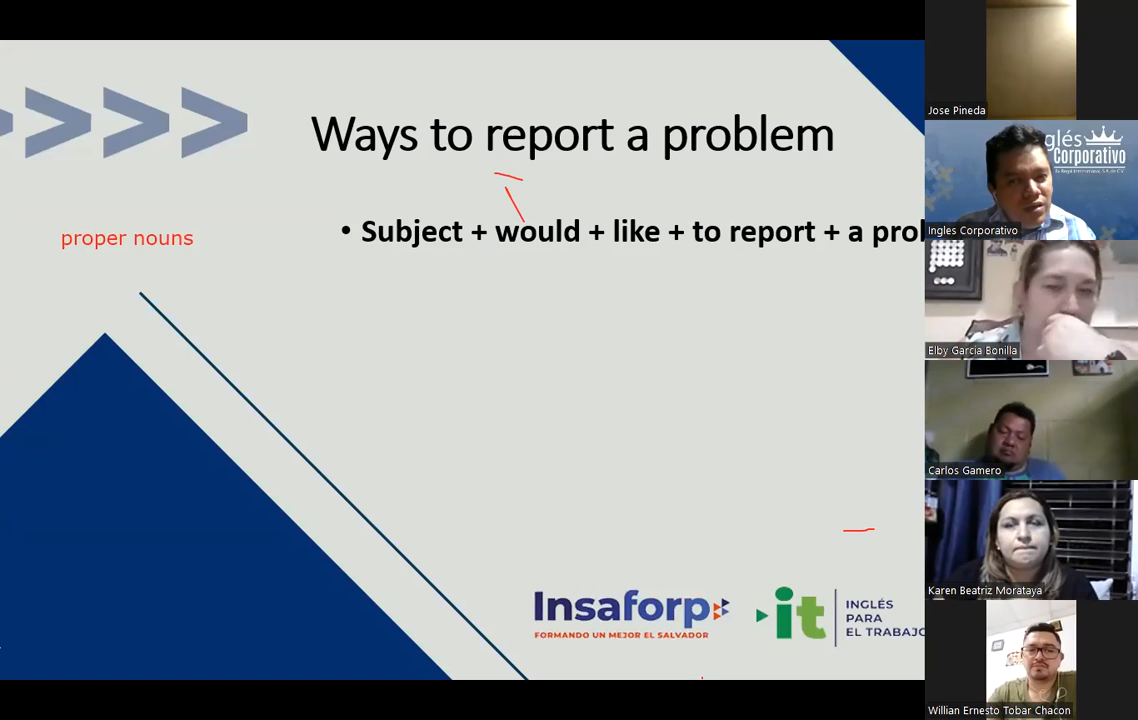 Ways to report a problem
proper nouns
• Subject + would + like + to report + a prol
Insaforp
FORMANDO UN MEJOR EL SALVADOR
it
INGLÉS
PARA
EL TRABAJO
Jose Pineda
glés
Corporativo
Ingles Corporativo
Elby Garcia Bonilla
Carlos Gamero
Karen Beatriz Morataya
Willian Ernesto Tobar Chacon